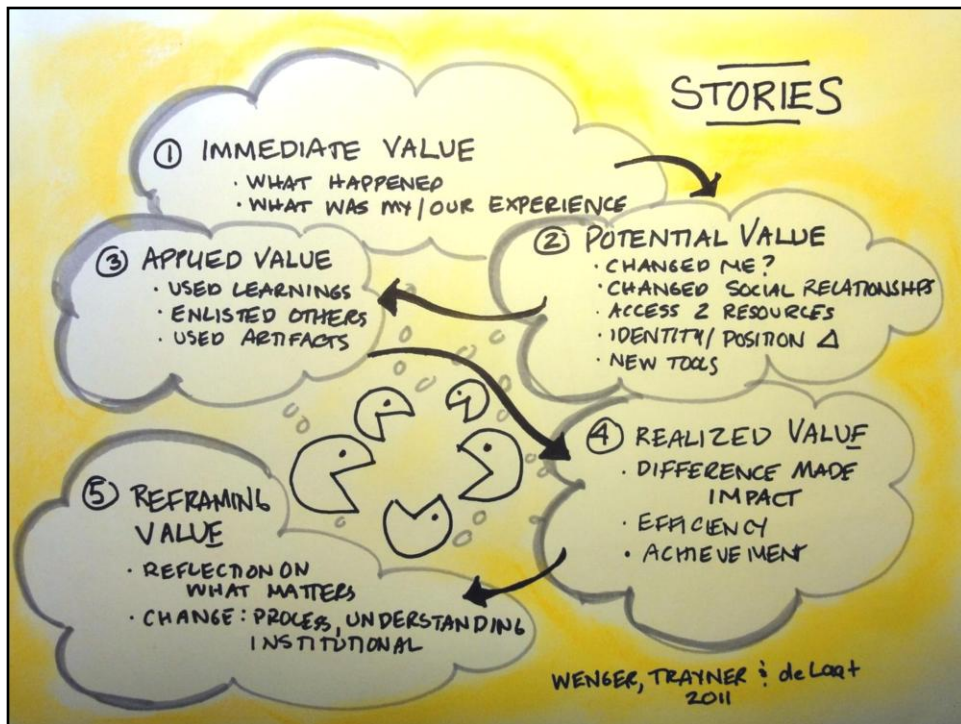 STORIES
① IMMEDIATE VALUE
• WHAT HAPPENED
• WHAT WAS MY/OUR EXPERIENCE
② POTENTIAL VALUE
• CHANGED ME?
• CHANGED SOCIAL RELATIONSHIPS
• ACCESS 2 RESOURCES
• IDENTITY/POSITION Δ
• NEW TOOLS
③ APPLIED VALUE
• USED LEARNINGS
• ENLISTED OTHERS
• USED ARTIFACTS
④ REALIZED VALUE
• DIFFERENCE MADE
IMPACT
• EFFICIENCY
• ACHIEVEMENT
⑤ REFRAMING
VALUE
• REFLECTION ON
WHAT MATTERS
• CHANGE: PROCESS, UNDERSTANDING
INSTITUTIONAL
WENGER, TRAYNER & de Laat
2011